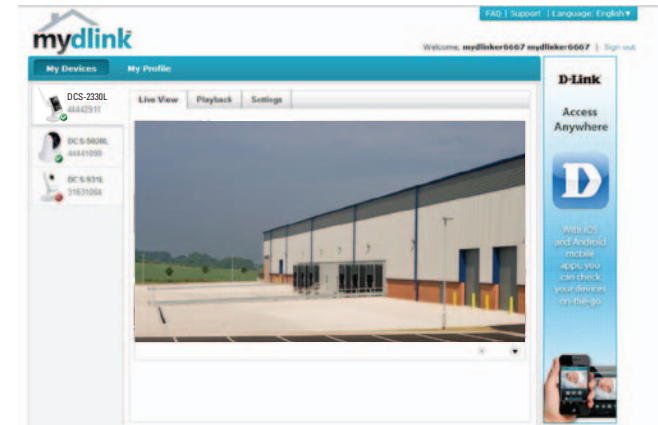 FAQ | Support | Language: English▼
mydlink
Welcome, mydlinker6667 mydlinker6667 | Sign out
My Devices My Profile
DCS-2330L
44442911
DCS-5020L
44441099
DCS-931L
31631064
Live View Playback Settings
D-Link
Access
Anywhere
D
With iOS
and Android
mobile
apps, you
can check
your devices
on-the-go